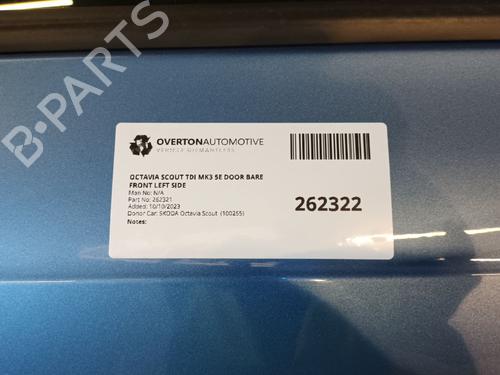 B-PARTS
OVERTONAUTOMOTIVE
VEHICLE DISMANTLERS
OCTAVIA SCOUT TDI MK3 5E DOOR BARE
FRONT LEFT SIDE
Man No: N/A
Part No: 262321
Added: 10/10/2023
Donor Car: SKODA Octavia Scout (100255)
Notes:
262322